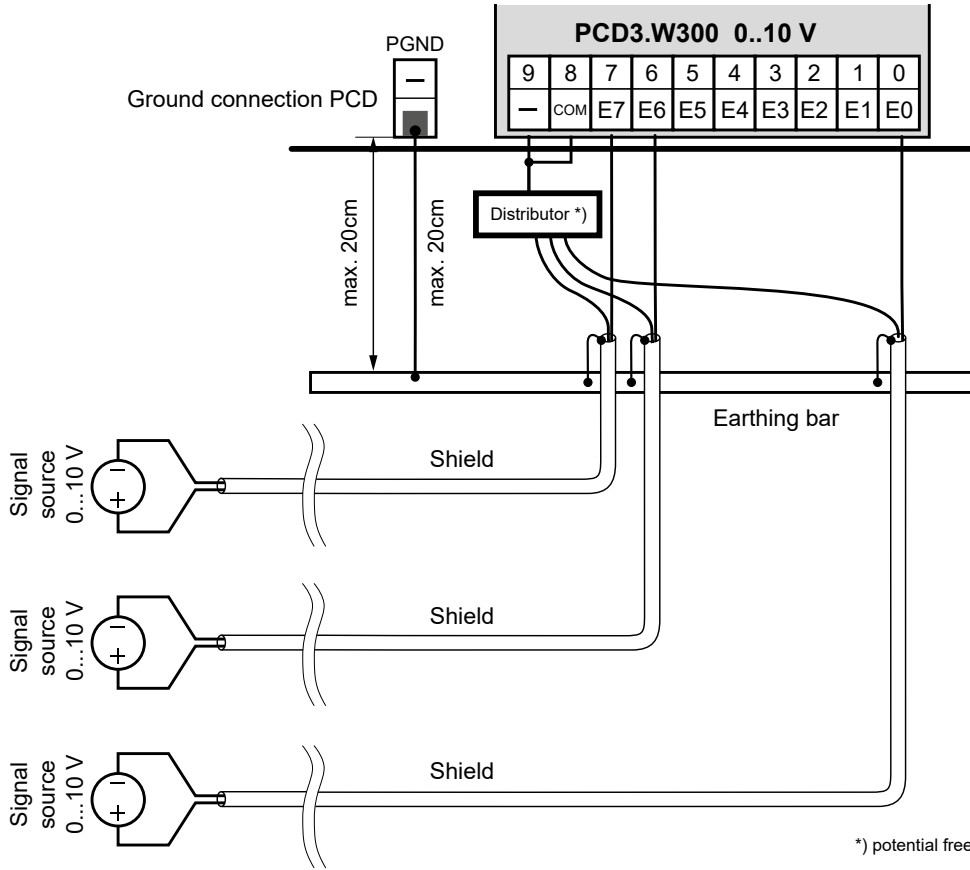 PCD3.W300 0..10 V
PGND
9 8 7 6 5 4 3 2 1 0
– COM E7 E6 E5 E4 E3 E2 E1 E0
–
Ground connection PCD
max. 20cm
max. 20cm
Distributor *)
Earthing bar
Signal
source
0...10 V
– 
+
Shield
Signal
source
0...10 V
–
+
Shield
Signal
source
0...10 V
–
+
Shield
*) potential free